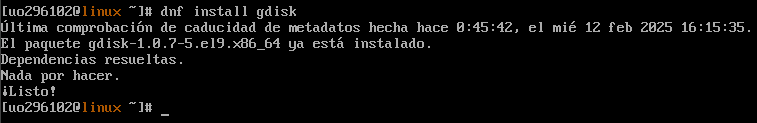 [uo296102@linux ~]# dnf install gdisk
Última comprobación de caducidad de metadatos hecha hace 0:45:42, el mié 12 feb 2025 16:15:35.
El paquete gdisk-1.0.7-5.el9.x86_64 ya está instalado.
Dependencias resueltas.
Nada por hacer.
¡Listo!
[uo296102@linux ~]# _